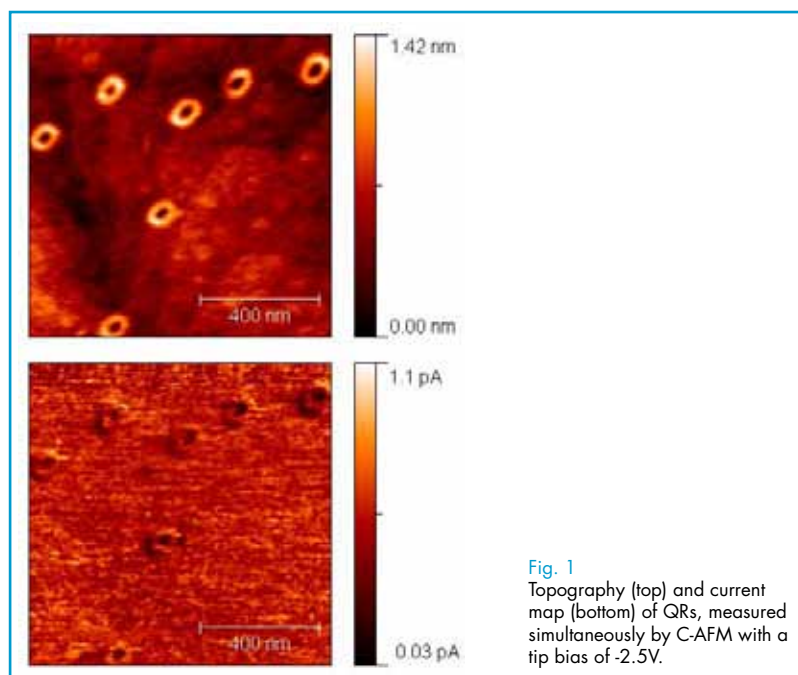 1.42 nm
400 nm
0.00 nm
1.1 pA
400 nm
0.03 pA
Fig. 1
Topography (top) and current
map (bottom) of QRs, measured
simultaneously by C-AFM with a
tip bias of -2.5V.